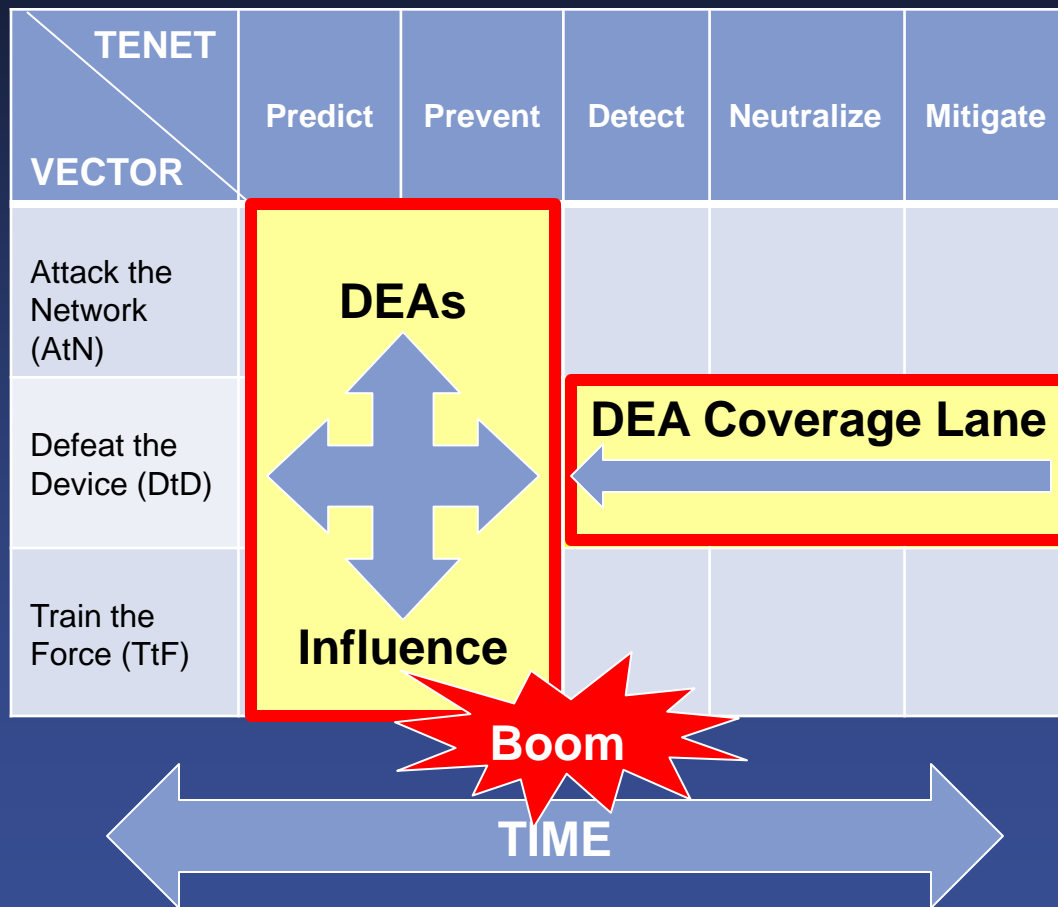 TENET
VECTOR
Predict
Prevent
Detect
Neutralize
Mitigate
Attack the
Network
(AtN)
DEAs
Defeat the
Device (DtD)
DEA Coverage Lane
Train the
Force (TtF)
Influence
Boom
TIME